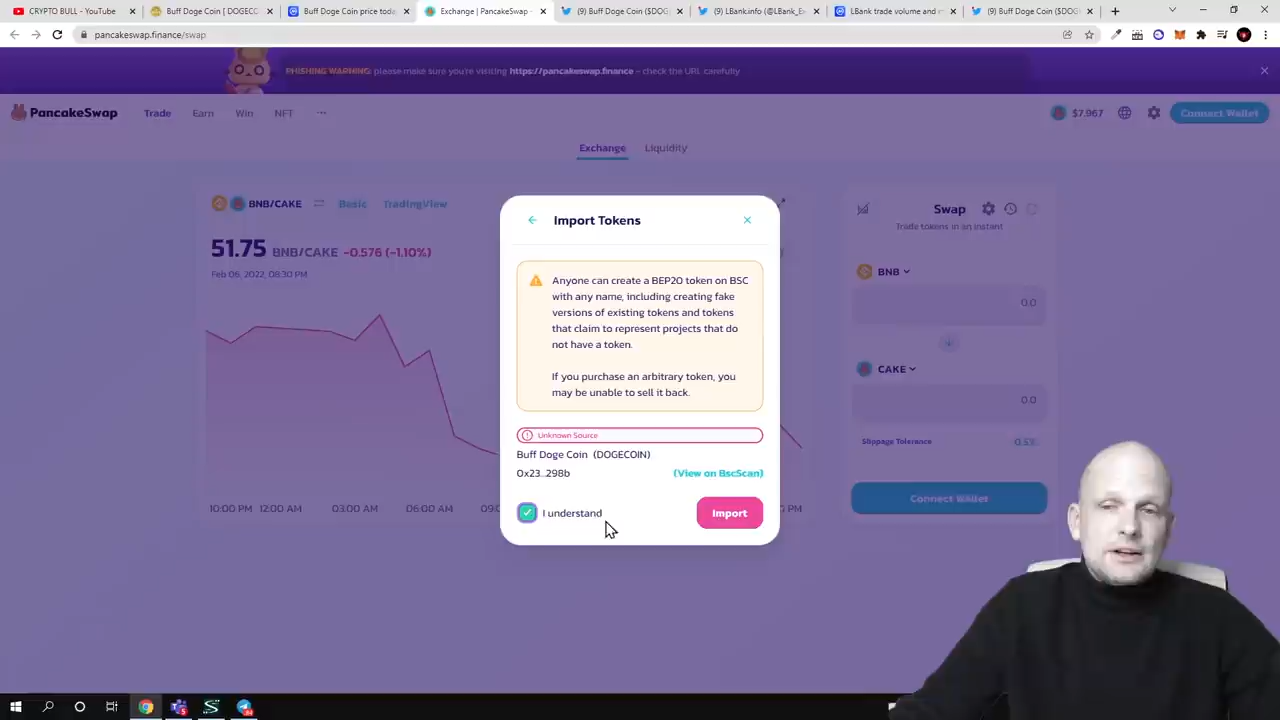 CRYPTO BULL - YouTube
Buff Doge Coin [ DOGECO
Buff Doge Coin price today,
Exchange | PancakeSwap -
(9) Buff Doge Coin ($DOG
(9) LBank.info (@LBank_Ex
LBank trade volume and m
(9) Buff Doge Coin ($DOG
pancakeswap.finance/swap
PHISHING WARNING: please make sure you're visiting https://pancakeswap.finance - check the URL carefully.
PancakeSwap
Trade
Earn
Win
NFT
$7.967
Connect Wallet
Exchange
Liquidity
BNB/CAKE
Basic
TradingView
51.75 BNB/CAKE -0.576 (-1.10%)
Feb 06, 2022, 08:30 PM
10:00 PM 12:00 AM 03:00 AM 06:00 AM 09:0
PM
Import Tokens
Anyone can create a BEP20 token on BSC
with any name, including creating fake
versions of existing tokens and tokens
that claim to represent projects that do
not have a token.
If you purchase an arbitrary token, you
may be unable to sell it back.
Unknown Source
Buff Doge Coin (DOGECOIN)
0x23...298b
(View on BscScan)
I understand
Import
Swap
Trade tokens in an instant
BNB
0.0
CAKE
0.0
Slippage Tolerance
0.5%
Connect Wallet